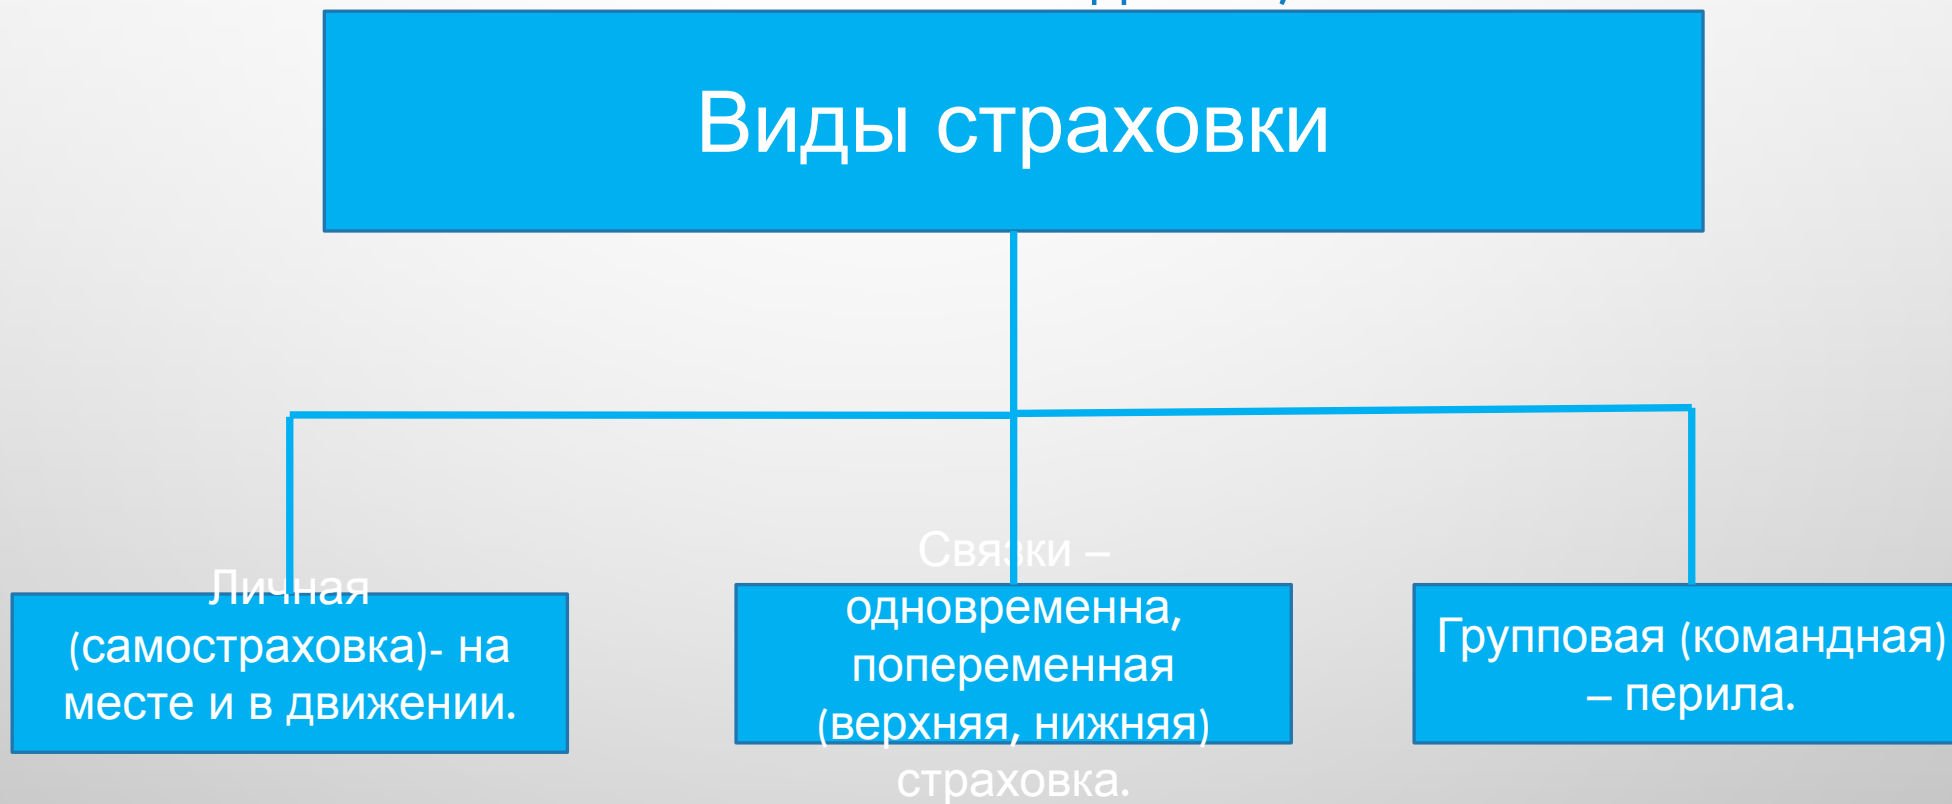 Виды страховки
Личная
(самостраховка)- на
месте и в движении.
Связки –
одновременна,
попеременная
(верхняя, нижняя)
страховка.
Групповая (командная)
– перила.